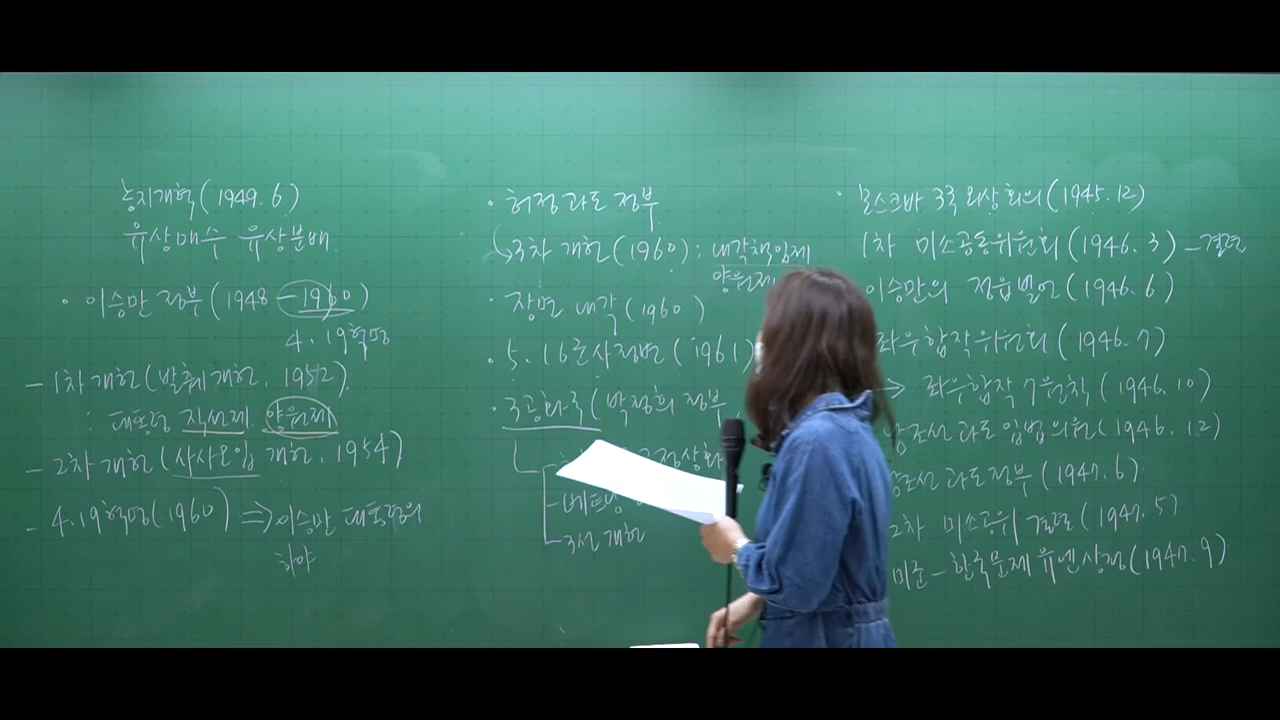 농지개혁(1949.6)
유상매수 유상분배
· 이승만 정부(1948-1960)
4.19혁명
- 1차 개헌(발췌개헌, 1952)
: 대통령 직선제 양원제
- 2차 개헌(사사오입 개헌, 1954)
- 4.19혁명(1960) ⇒ 이승만 대통령의
하야
· 허정 과도 정부
↳ 3차 개헌(1960): 내각책임제
양원제
· 장면 내각(1960)
· 5.16군사정변(1961)
· 3공화국(박정희 정부
정상화
- 베트남
- 3선 개헌
· 모스크바 3국 외상회의(1945.12)
1차 미소공동위원회(1946.3) - 결렬
이승만의 정읍발언(1946.6)
좌우합작위원회(1946.7)
→ 좌우합작 7원칙(1946.10)
조선 과도 입법의원(1946.12)
조선 과도정부(1947.6)
2차 미소공위 결렬(1947.5)
미군 - 한국문제 유엔상정(1947.9)